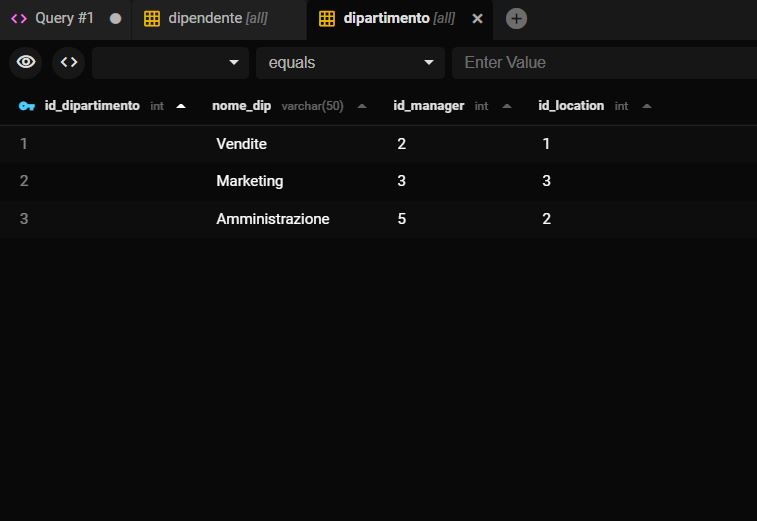 Query #1 dipendente [all] dipartimento [all]
equals Enter Value
id_dipartimento int nome_dip varchar(50) id_manager int id_location int
1 Vendite 2 1
2 Marketing 3 3
3 Amministrazione 5 2